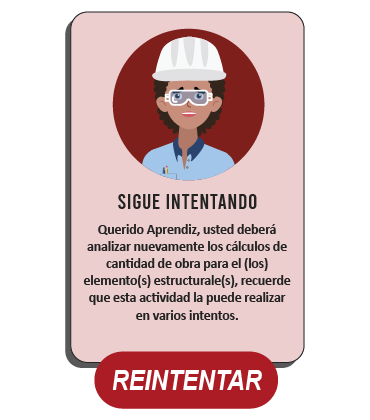 SIGUE INTENTANDO
Querido Aprendiz, usted deberá
analizar nuevamente los cálculos de
cantidad de obra para el (los)
elemento(s) estructurale(s), recuerde
que esta actividad la puede realizar
en varios intentos.
REINTENTAR